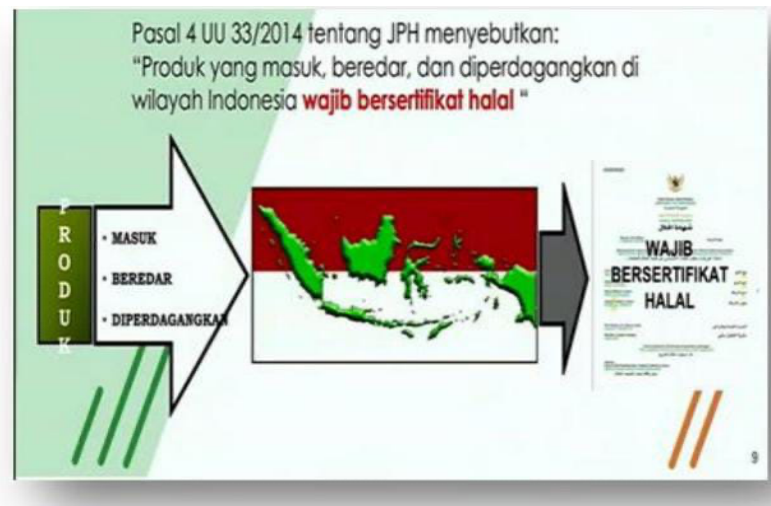 Pasal 4 UU 33/2014 tentang JPH menyebutkan:
“Produk yang masuk, beredar, dan diperdagangkan di
wilayah Indonesia wajib bersertifikat halal “
PRODUK
• MASUK
• BEREDAR
• DIPERDAGANGKAN
WAJIB
BERSERTIFIKAT
HALAL
9